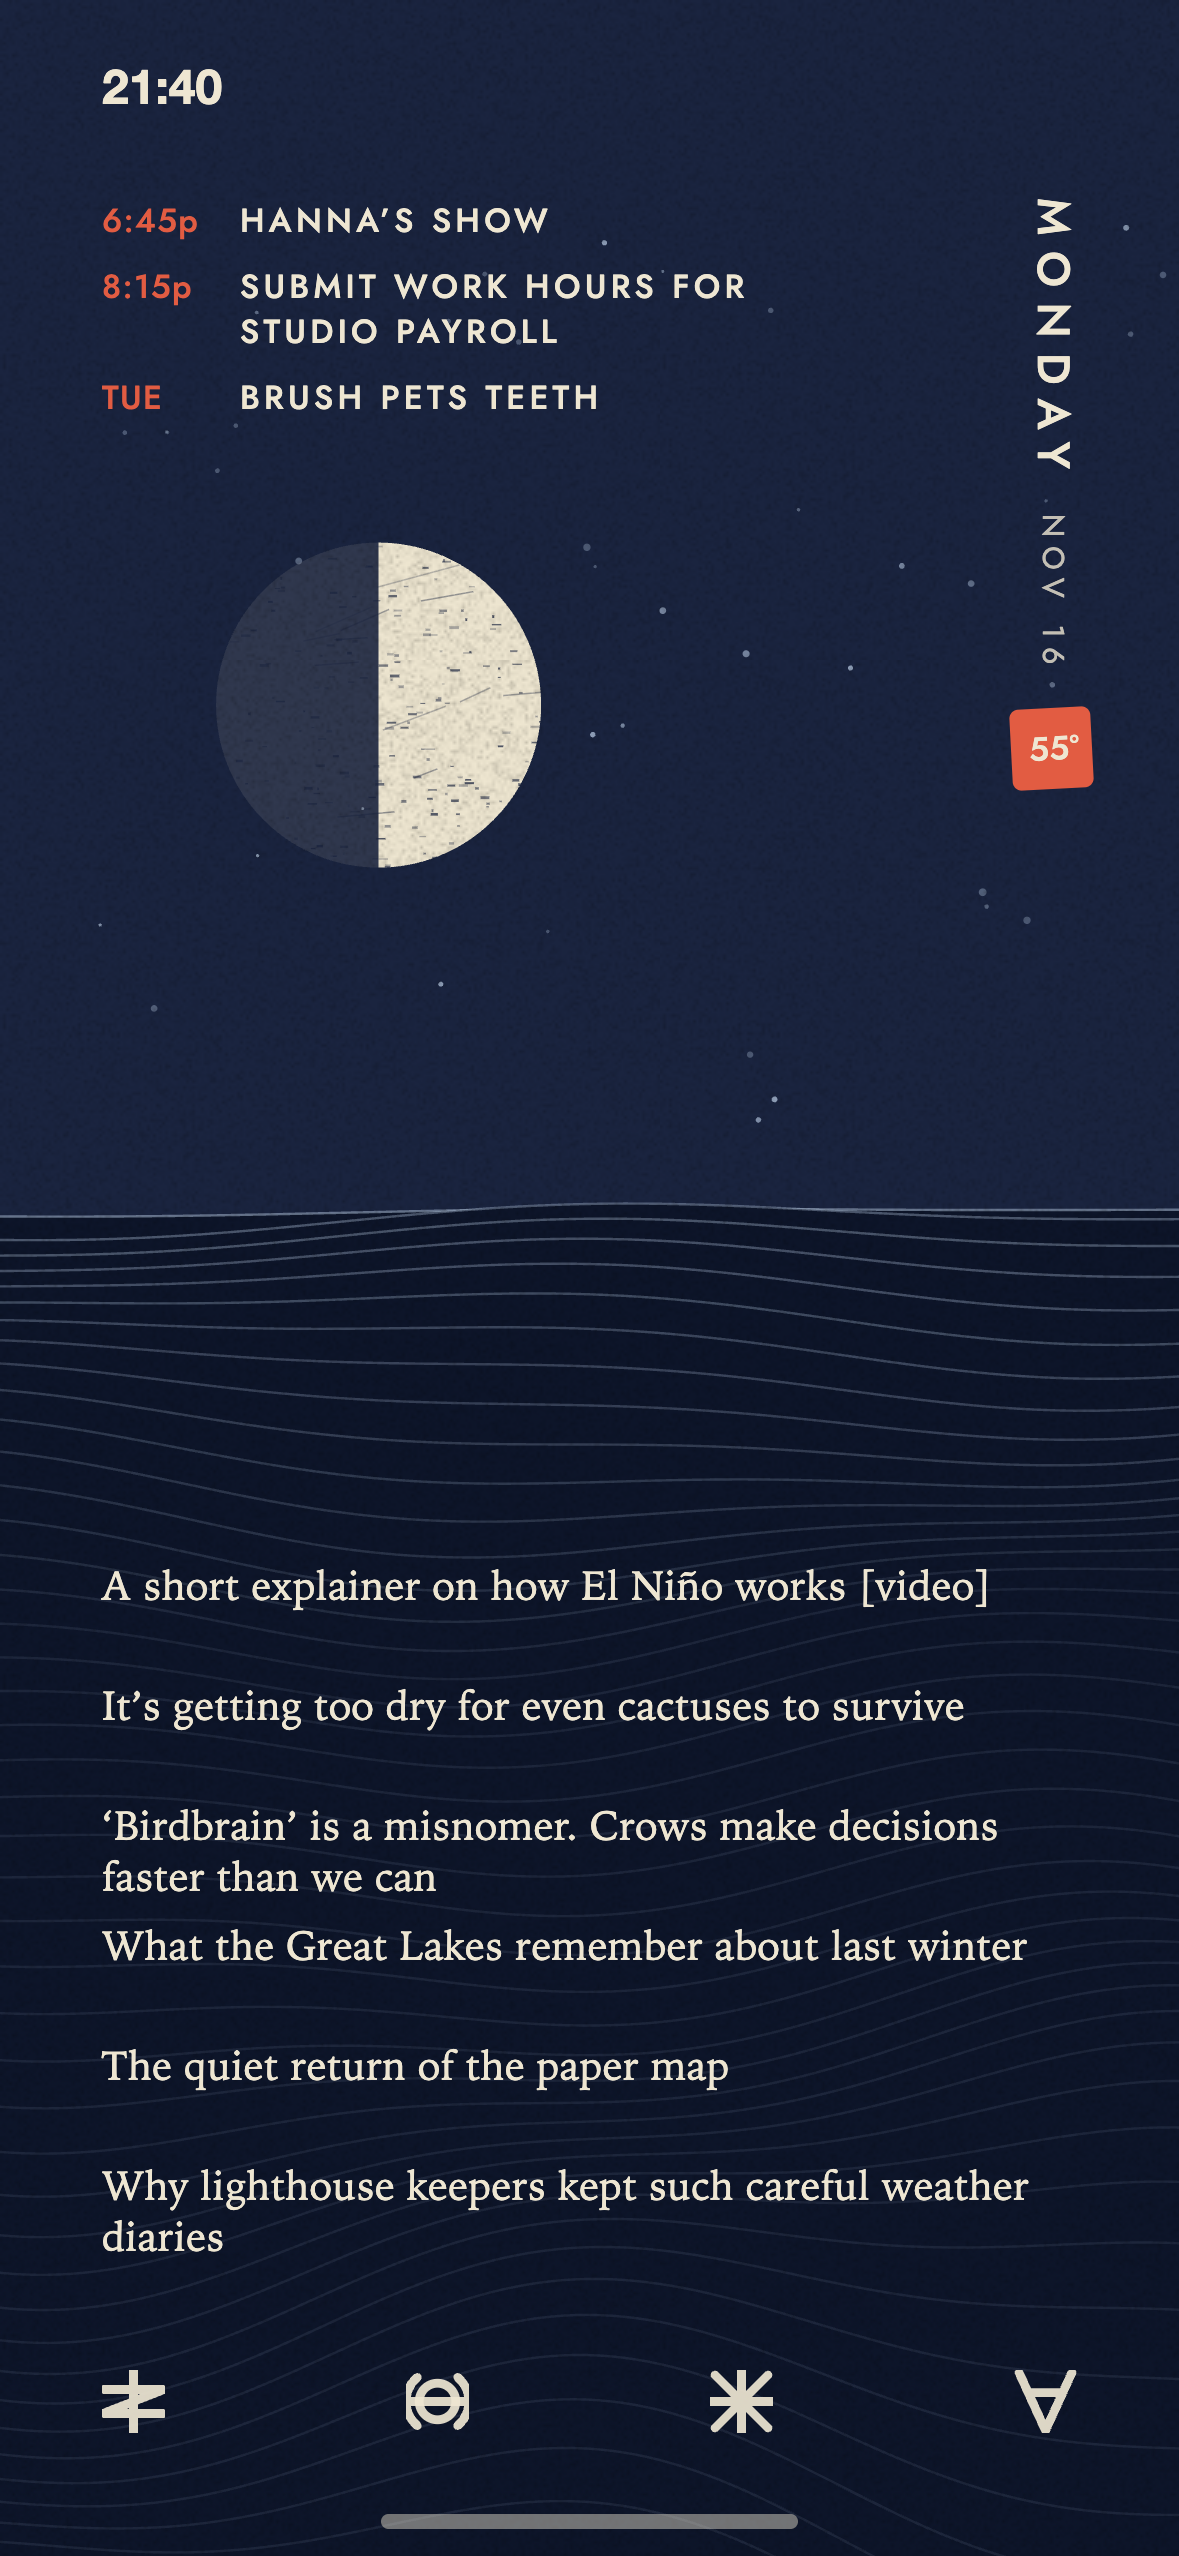 21:40
6:45p HANNA’S SHOW
8:15p SUBMIT WORK HOURS FOR
STUDIO PAYROLL
TUE BRUSH PETS TEETH
MONDAY NOV 16
55°
A short explainer on how El Niño works [video]
It’s getting too dry for even cactuses to survive
‘Birdbrain’ is a misnomer. Crows make decisions
faster than we can
What the Great Lakes remember about last winter
The quiet return of the paper map
Why lighthouse keepers kept such careful weather
diaries